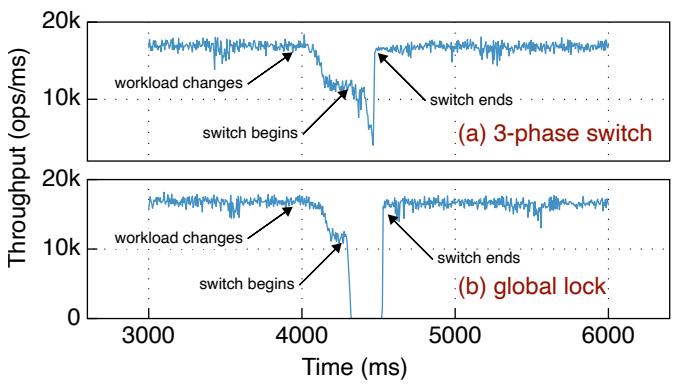 20k
10k
workload changes
switch begins
switch ends
(a) 3-phase switch
Throughput (ops/ms)
20k
10k
0
workload changes
switch begins
switch ends
(b) global lock
3000 4000 5000 6000
Time (ms)